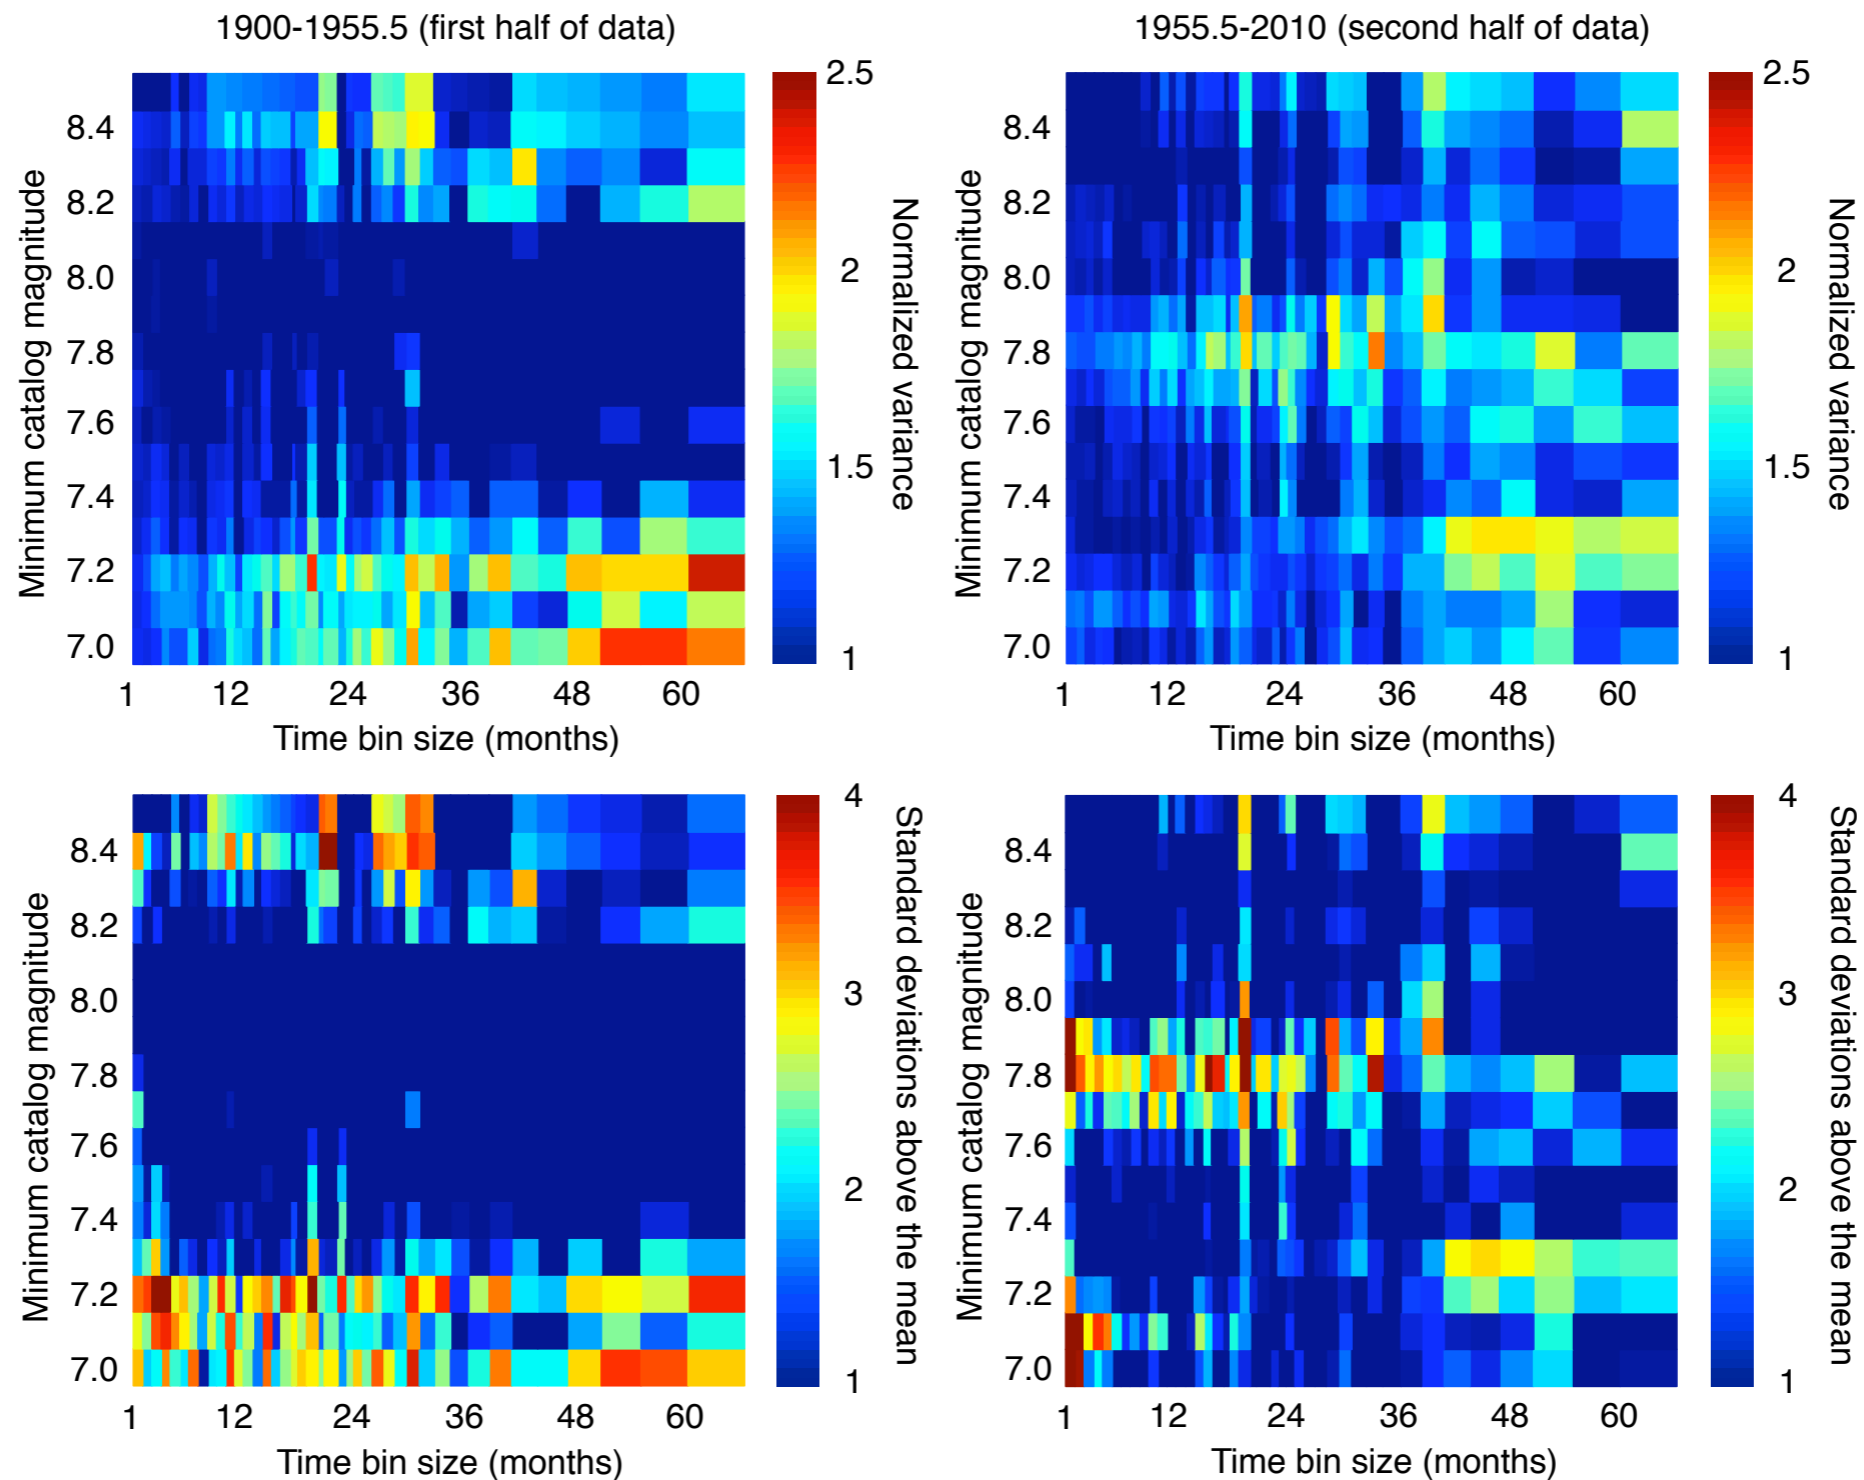 1900-1955.5 (first half of data)
1955.5-2010 (second half of data)
Minimum catalog magnitude
8.4
8.2
8.0
7.8
7.6
7.4
7.2
7.0
1 12 24 36 48 60
Time bin size (months)
2.5
2
1.5
1
Normalized variance
Minimum catalog magnitude
8.4
8.2
8.0
7.8
7.6
7.4
7.2
7.0
1 12 24 36 48 60
Time bin size (months)
2.5
2
1.5
1
Normalized variance
Minimum catalog magnitude
8.4
8.2
8.0
7.8
7.6
7.4
7.2
7.0
1 12 24 36 48 60
Time bin size (months)
4
3
2
1
Standard deviations above the mean
Minimum catalog magnitude
8.4
8.2
8.0
7.8
7.6
7.4
7.2
7.0
1 12 24 36 48 60
Time bin size (months)
4
3
2
1
Standard deviations above the mean